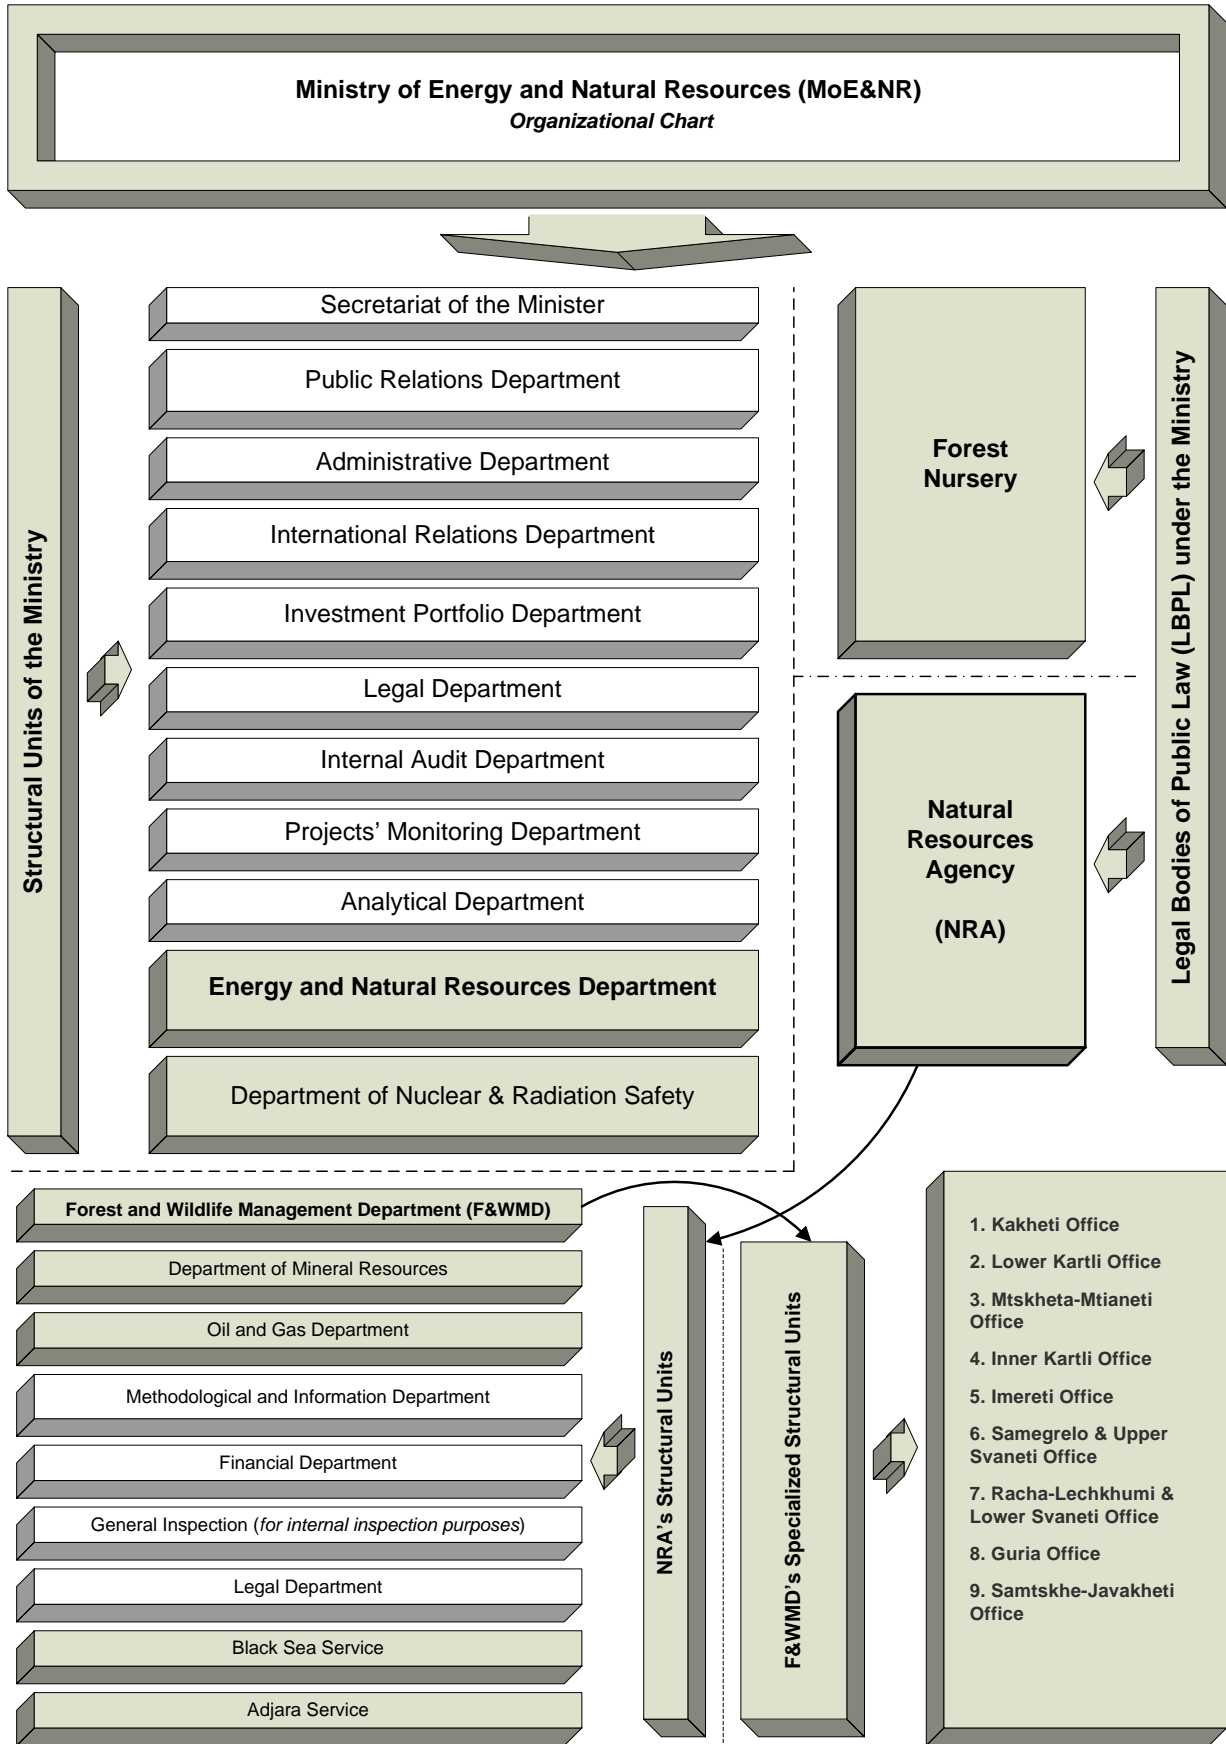 Ministry of Energy and Natural Resources (MoE&NR)
Organizational Chart
Structural Units of the Ministry
Secretariat of the Minister
Public Relations Department
Administrative Department
International Relations Department
Investment Portfolio Department
Legal Department
Internal Audit Department
Projects’ Monitoring Department
Analytical Department
Energy and Natural Resources Department
Department of Nuclear & Radiation Safety
Forest
Nursery
Natural
Resources
Agency
(NRA)
Legal Bodies of Public Law (LBPL) under the Ministry
Forest and Wildlife Management Department (F&WMD)
Department of Mineral Resources
Oil and Gas Department
Methodological and Information Department
Financial Department
General Inspection (for internal inspection purposes)
Legal Department
Black Sea Service
Adjara Service
NRA’s Structural Units
F&WMD’s Specialized Structural Units
1. Kakheti Office
2. Lower Kartli Office
3. Mtskheta-Mtianeti
Office
4. Inner Kartli Office
5. Imereti Office
6. Samegrelo & Upper
Svaneti Office
7. Racha-Lechkhumi &
Lower Svaneti Office
8. Guria Office
9. Samtskhe-Javakheti
Office